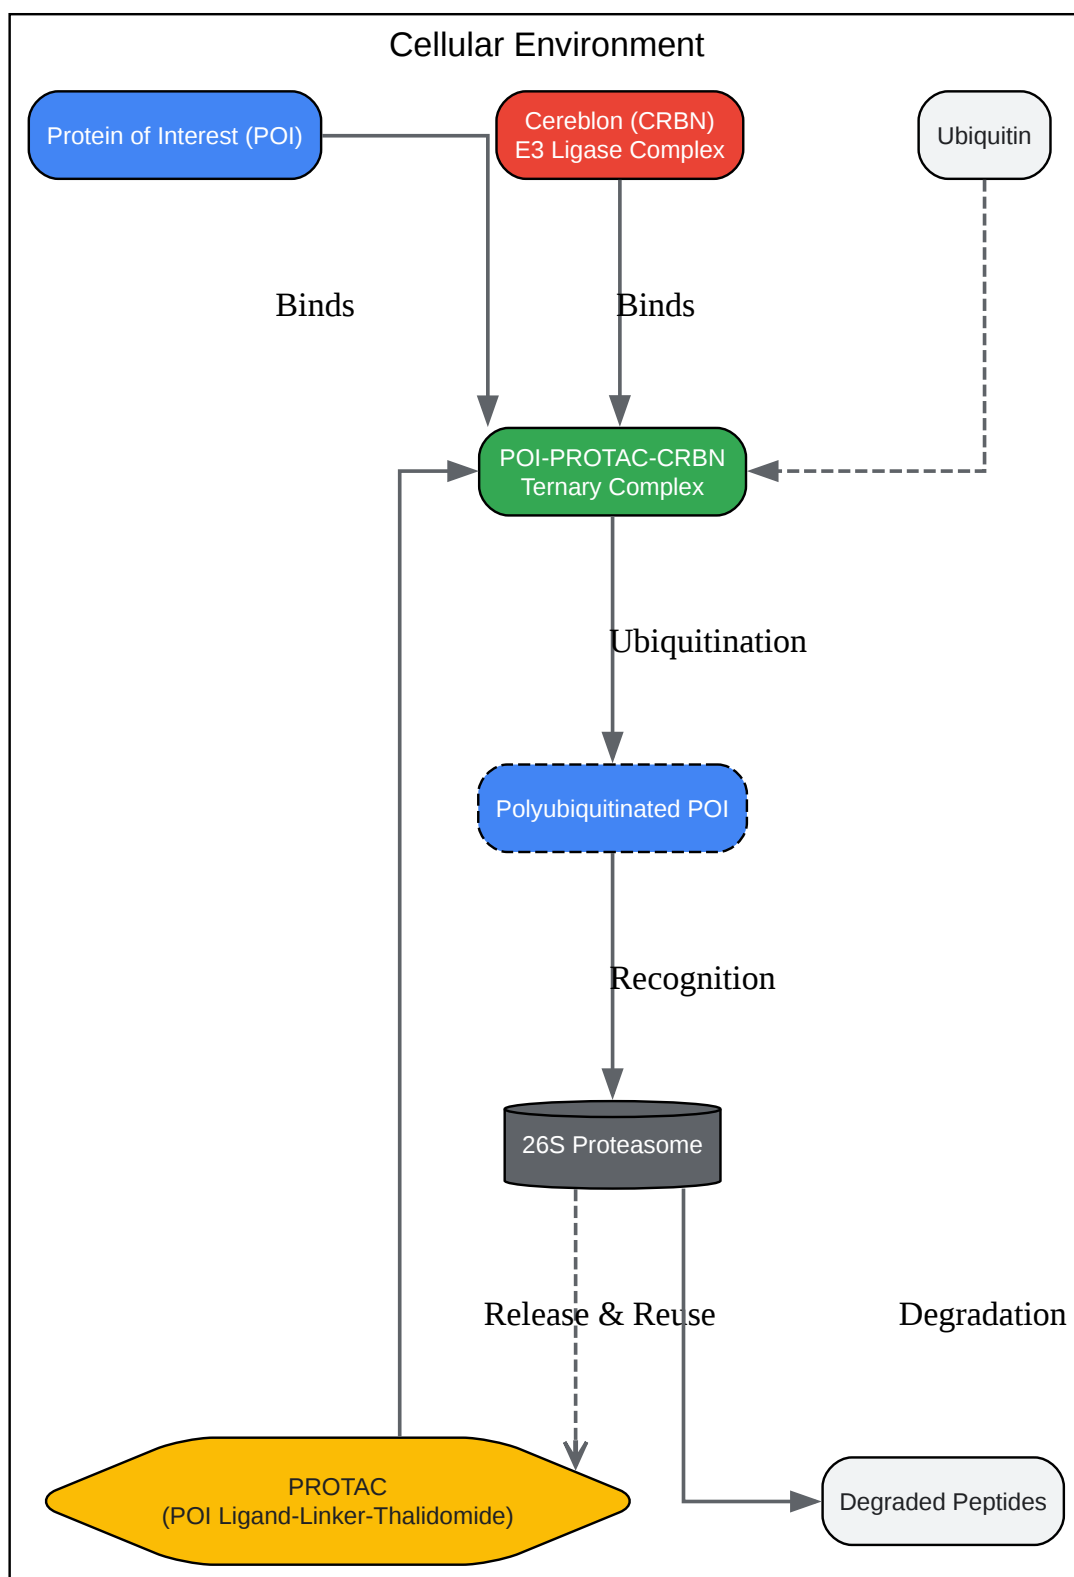 Cellular Environment
Protein of Interest (POI)
Cereblon (CRBN)
E3 Ligase Complex
Ubiquitin
Binds
Binds
POI-PROTAC-CRBN
Ternary Complex
Ubiquitination
Polyubiquitinated POI
Recognition
26S Proteasome
Release & Reuse
Degradation
PROTAC
(POI Ligand-Linker-Thalidomide)
Degraded Peptides